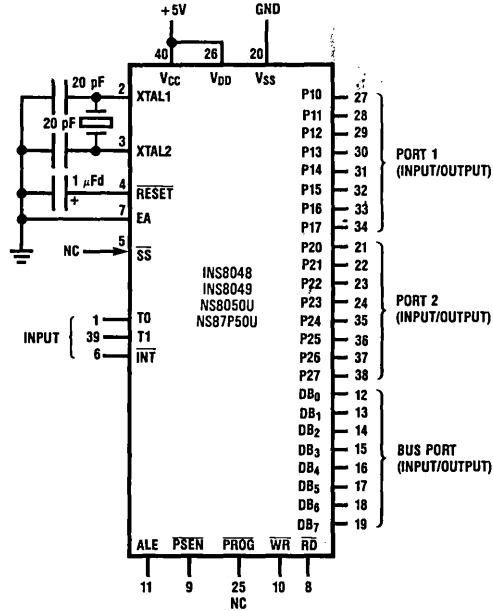 +5V GND
40 26 20
VCC VDD VSS
20 pF 2 XTAL1
20 pF
3 XTAL2
1 μFd
+
4 RESET
7 EA
NC 5 SS
INS8048
INS8049
NS8050U
NS87P50U
INPUT
1 T0
39 T1
6 INT
P10 27
P11 28
P12 29
P13 30
P14 31
P15 32
P16 33
P17 34
PORT 1
(INPUT/OUTPUT)
P20 21
P21 22
P22 23
P23 24
P24 35
P25 36
P26 37
P27 38
PORT 2
(INPUT/OUTPUT)
DB0 12
DB1 13
DB2 14
DB3 15
DB4 16
DB5 17
DB6 18
DB7 19
BUS PORT
(INPUT/OUTPUT)
ALE PSEN PROG WR RD
11 9 25 10 8
NC